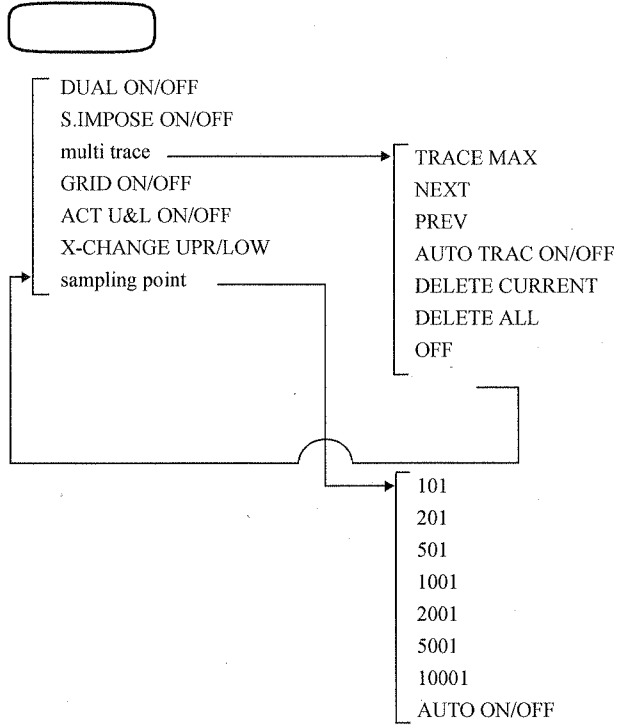 DUAL ON/OFF
S.IMPOSE ON/OFF
multi trace
GRID ON/OFF
ACT U&L ON/OFF
X-CHANGE UPR/LOW
sampling point
TRACE MAX
NEXT
PREV
AUTO TRAC ON/OFF
DELETE CURRENT
DELETE ALL
OFF
101
201
501
1001
2001
5001
10001
AUTO ON/OFF